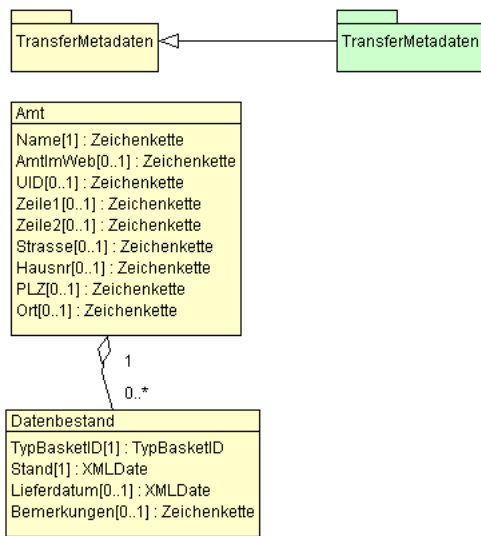 TransferMetadaten
TransferMetadaten
Amt
Name[1] : Zeichenkette
AmtImWeb[0..1] : Zeichenkette
UID[0..1] : Zeichenkette
Zeile1[0..1] : Zeichenkette
Zeile2[0..1] : Zeichenkette
Strasse[0..1] : Zeichenkette
Hausnr[0..1] : Zeichenkette
PLZ[0..1] : Zeichenkette
Ort[0..1] : Zeichenkette
1
0..*
Datenbestand
TypBasketID[1] : TypBasketID
Stand[1] : XMLDate
Lieferdatum[0..1] : XMLDate
Bemerkungen[0..1] : Zeichenkette